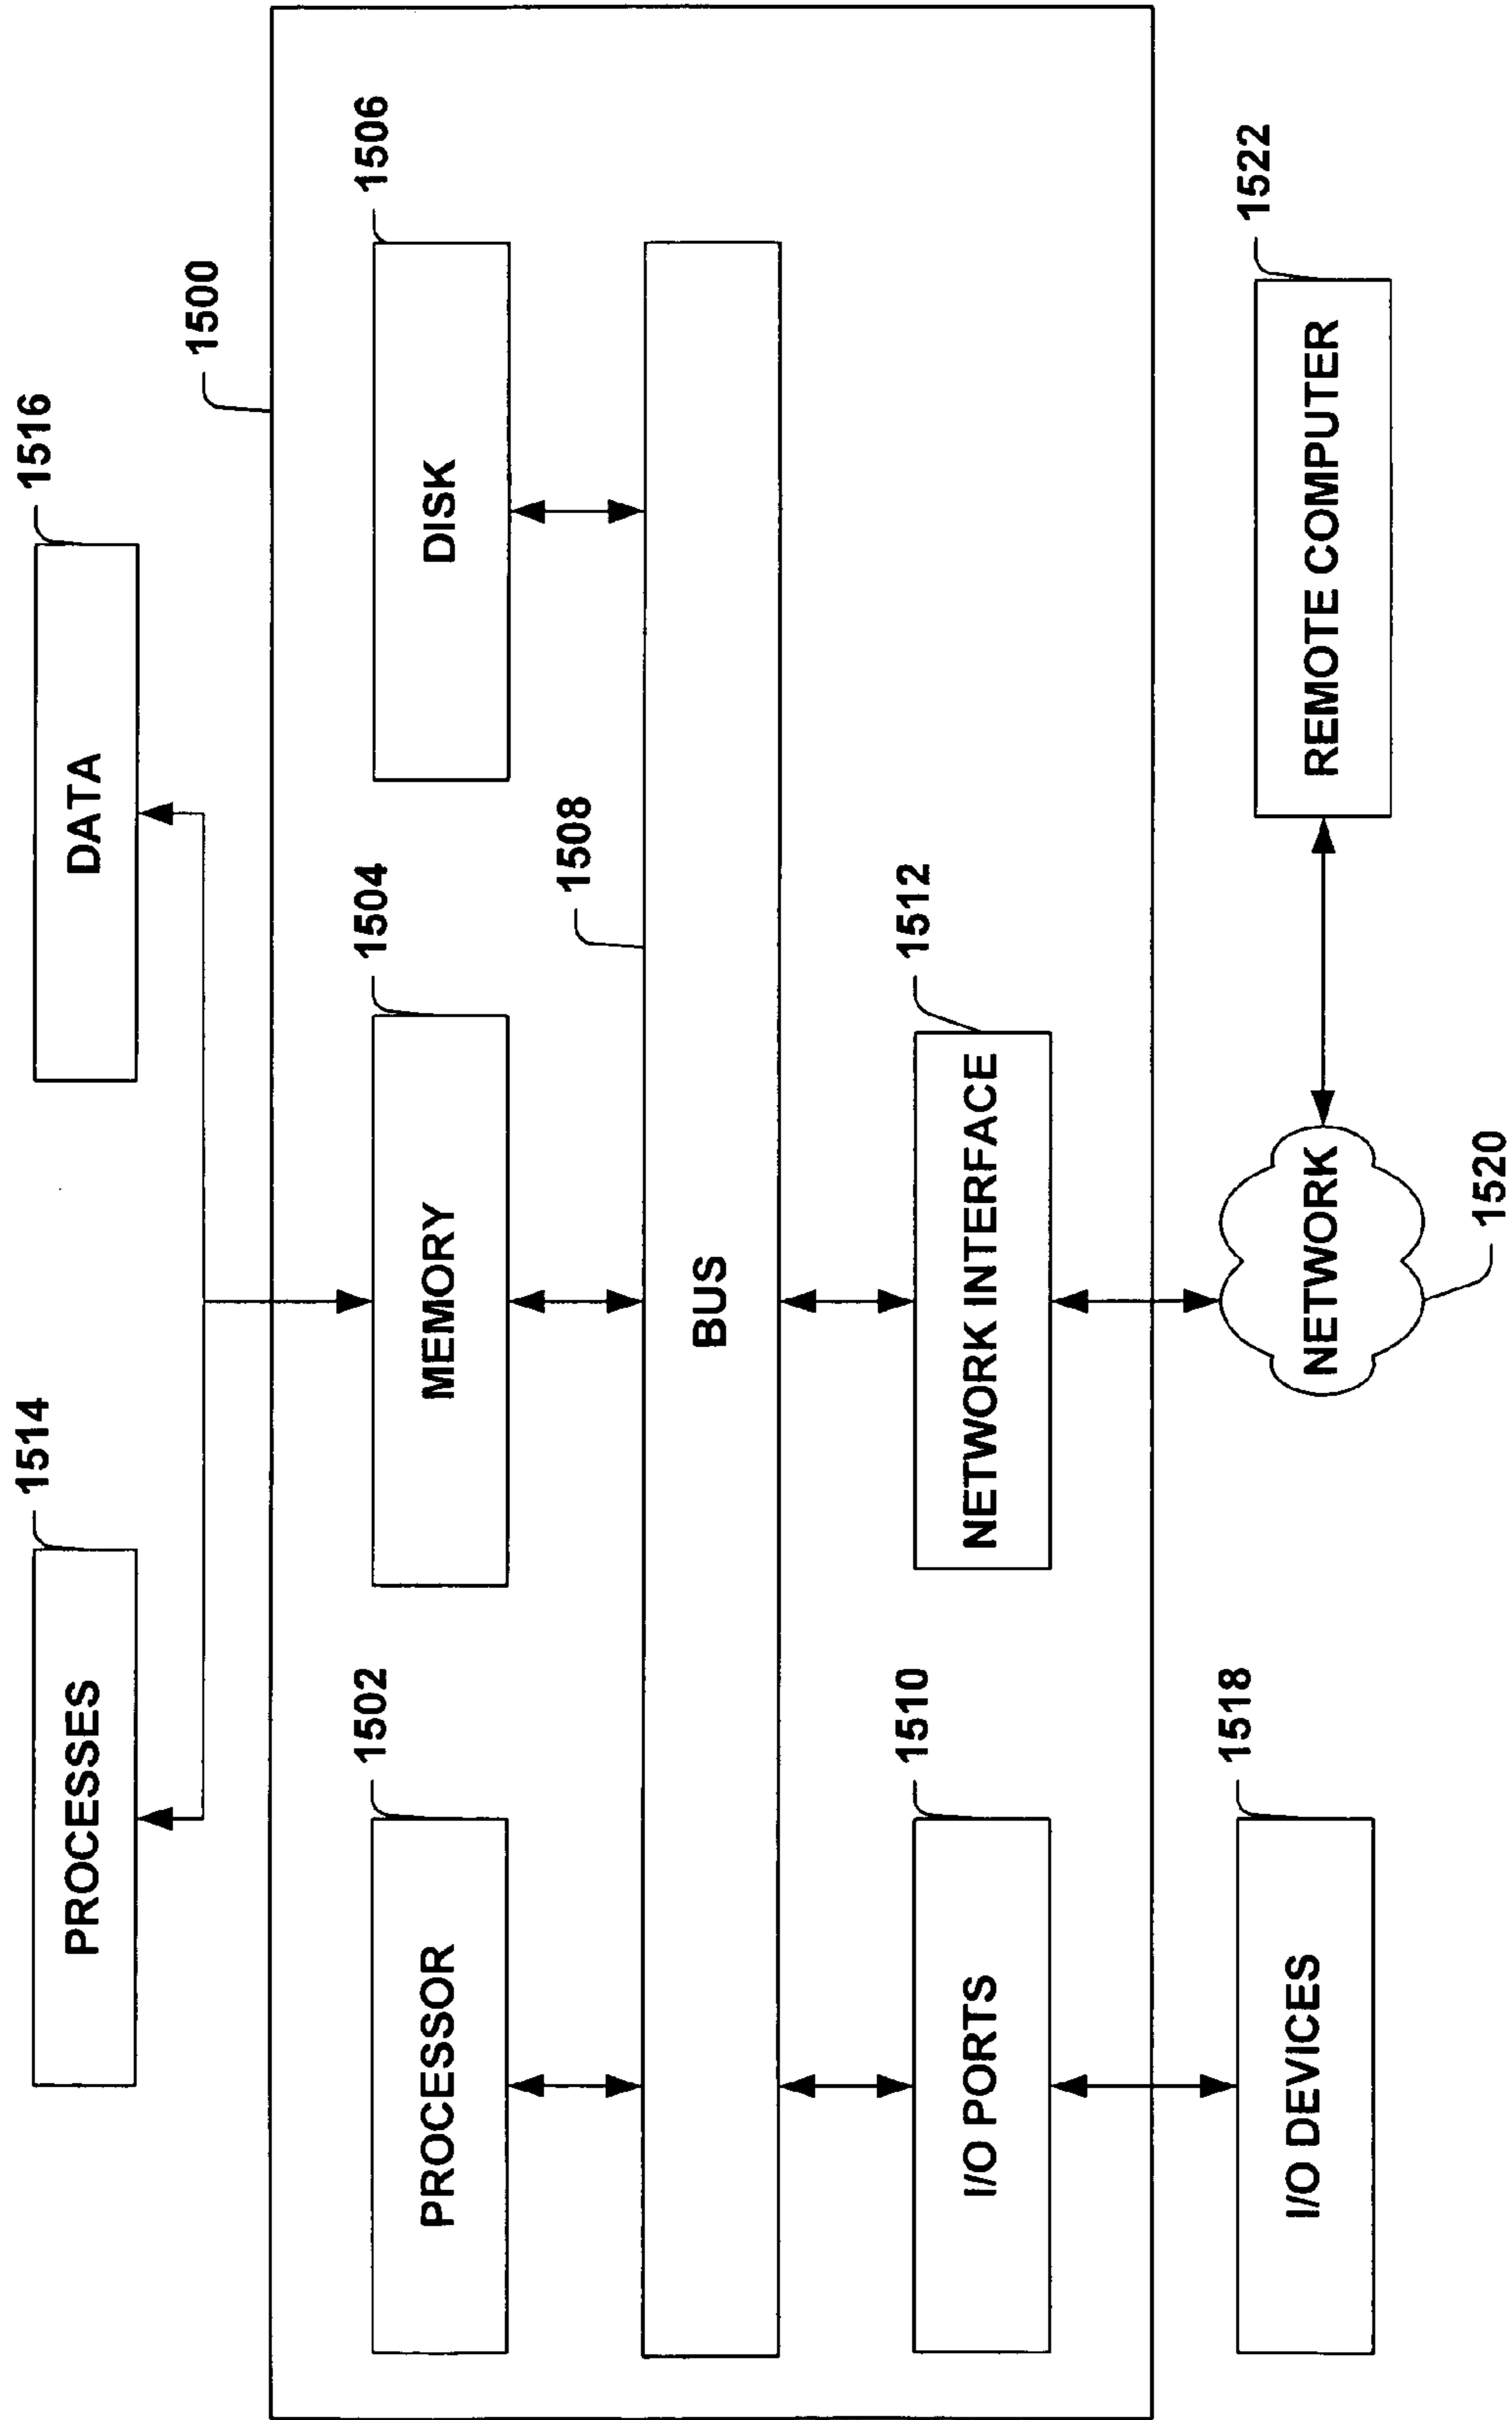 1514
1516
PROCESSES
DATA
1500
1502
1504
1506
PROCESSOR
MEMORY
DISK
1508
BUS
1510
1512
I/O PORTS
NETWORK INTERFACE
1518
1522
I/O DEVICES
NETWORK
REMOTE COMPUTER
1520